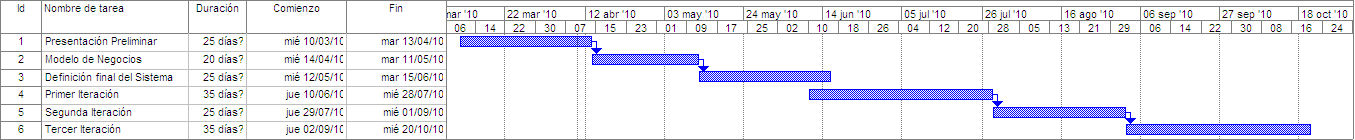 Id Nombre de tarea Duración Comienzo Fin
mar '10 22 mar '10 12 abr '10 03 may '10 24 may '10 14 jun '10 05 jul '10 26 jul '10 16 ago '10 06 sep '10 27 sep '10 18 oct '10
06 14 22 30 07 15 23 01 09 17 25 02 10 18 26 04 12 20 28 05 13 21 29 06 14 22 30 08 16 24
1 Presentación Preliminar 25 días? mié 10/03/10 mar 13/04/10
2 Modelo de Negocios 20 días? mié 14/04/10 mar 11/05/10
3 Definición final del Sistema 25 días? mié 12/05/10 mar 15/06/10
4 Primer Iteración 35 días? jue 10/06/10 mié 28/07/10
5 Segunda Iteración 25 días? jue 29/07/10 mié 01/09/10
6 Tercer Iteración 35 días? jue 02/09/10 mié 20/10/10